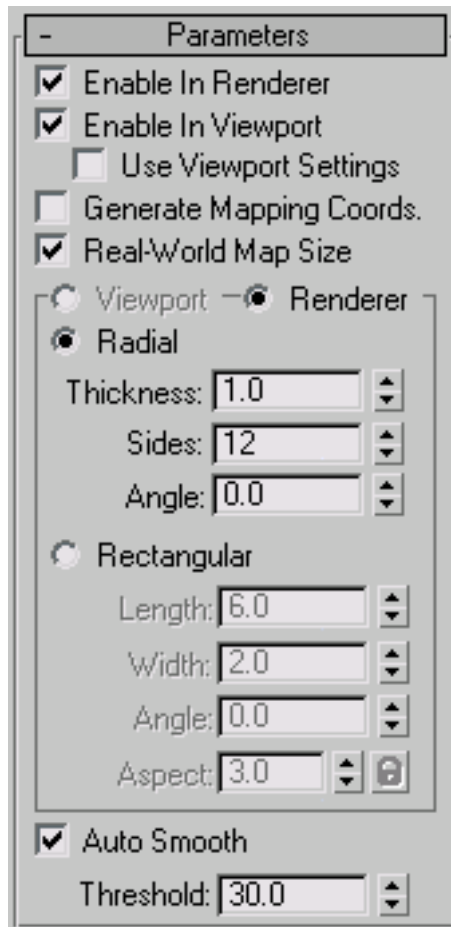 - Parameters
Enable In Renderer
Enable In Viewport
Use Viewport Settings
Generate Mapping Coords.
Real-World Map Size
Viewport Renderer
Radial
Thickness: 1.0
Sides: 12
Angle: 0.0
Rectangular
Length: 6.0
Width: 2.0
Angle: 0.0
Aspect: 3.0
Auto Smooth
Threshold: 30.0